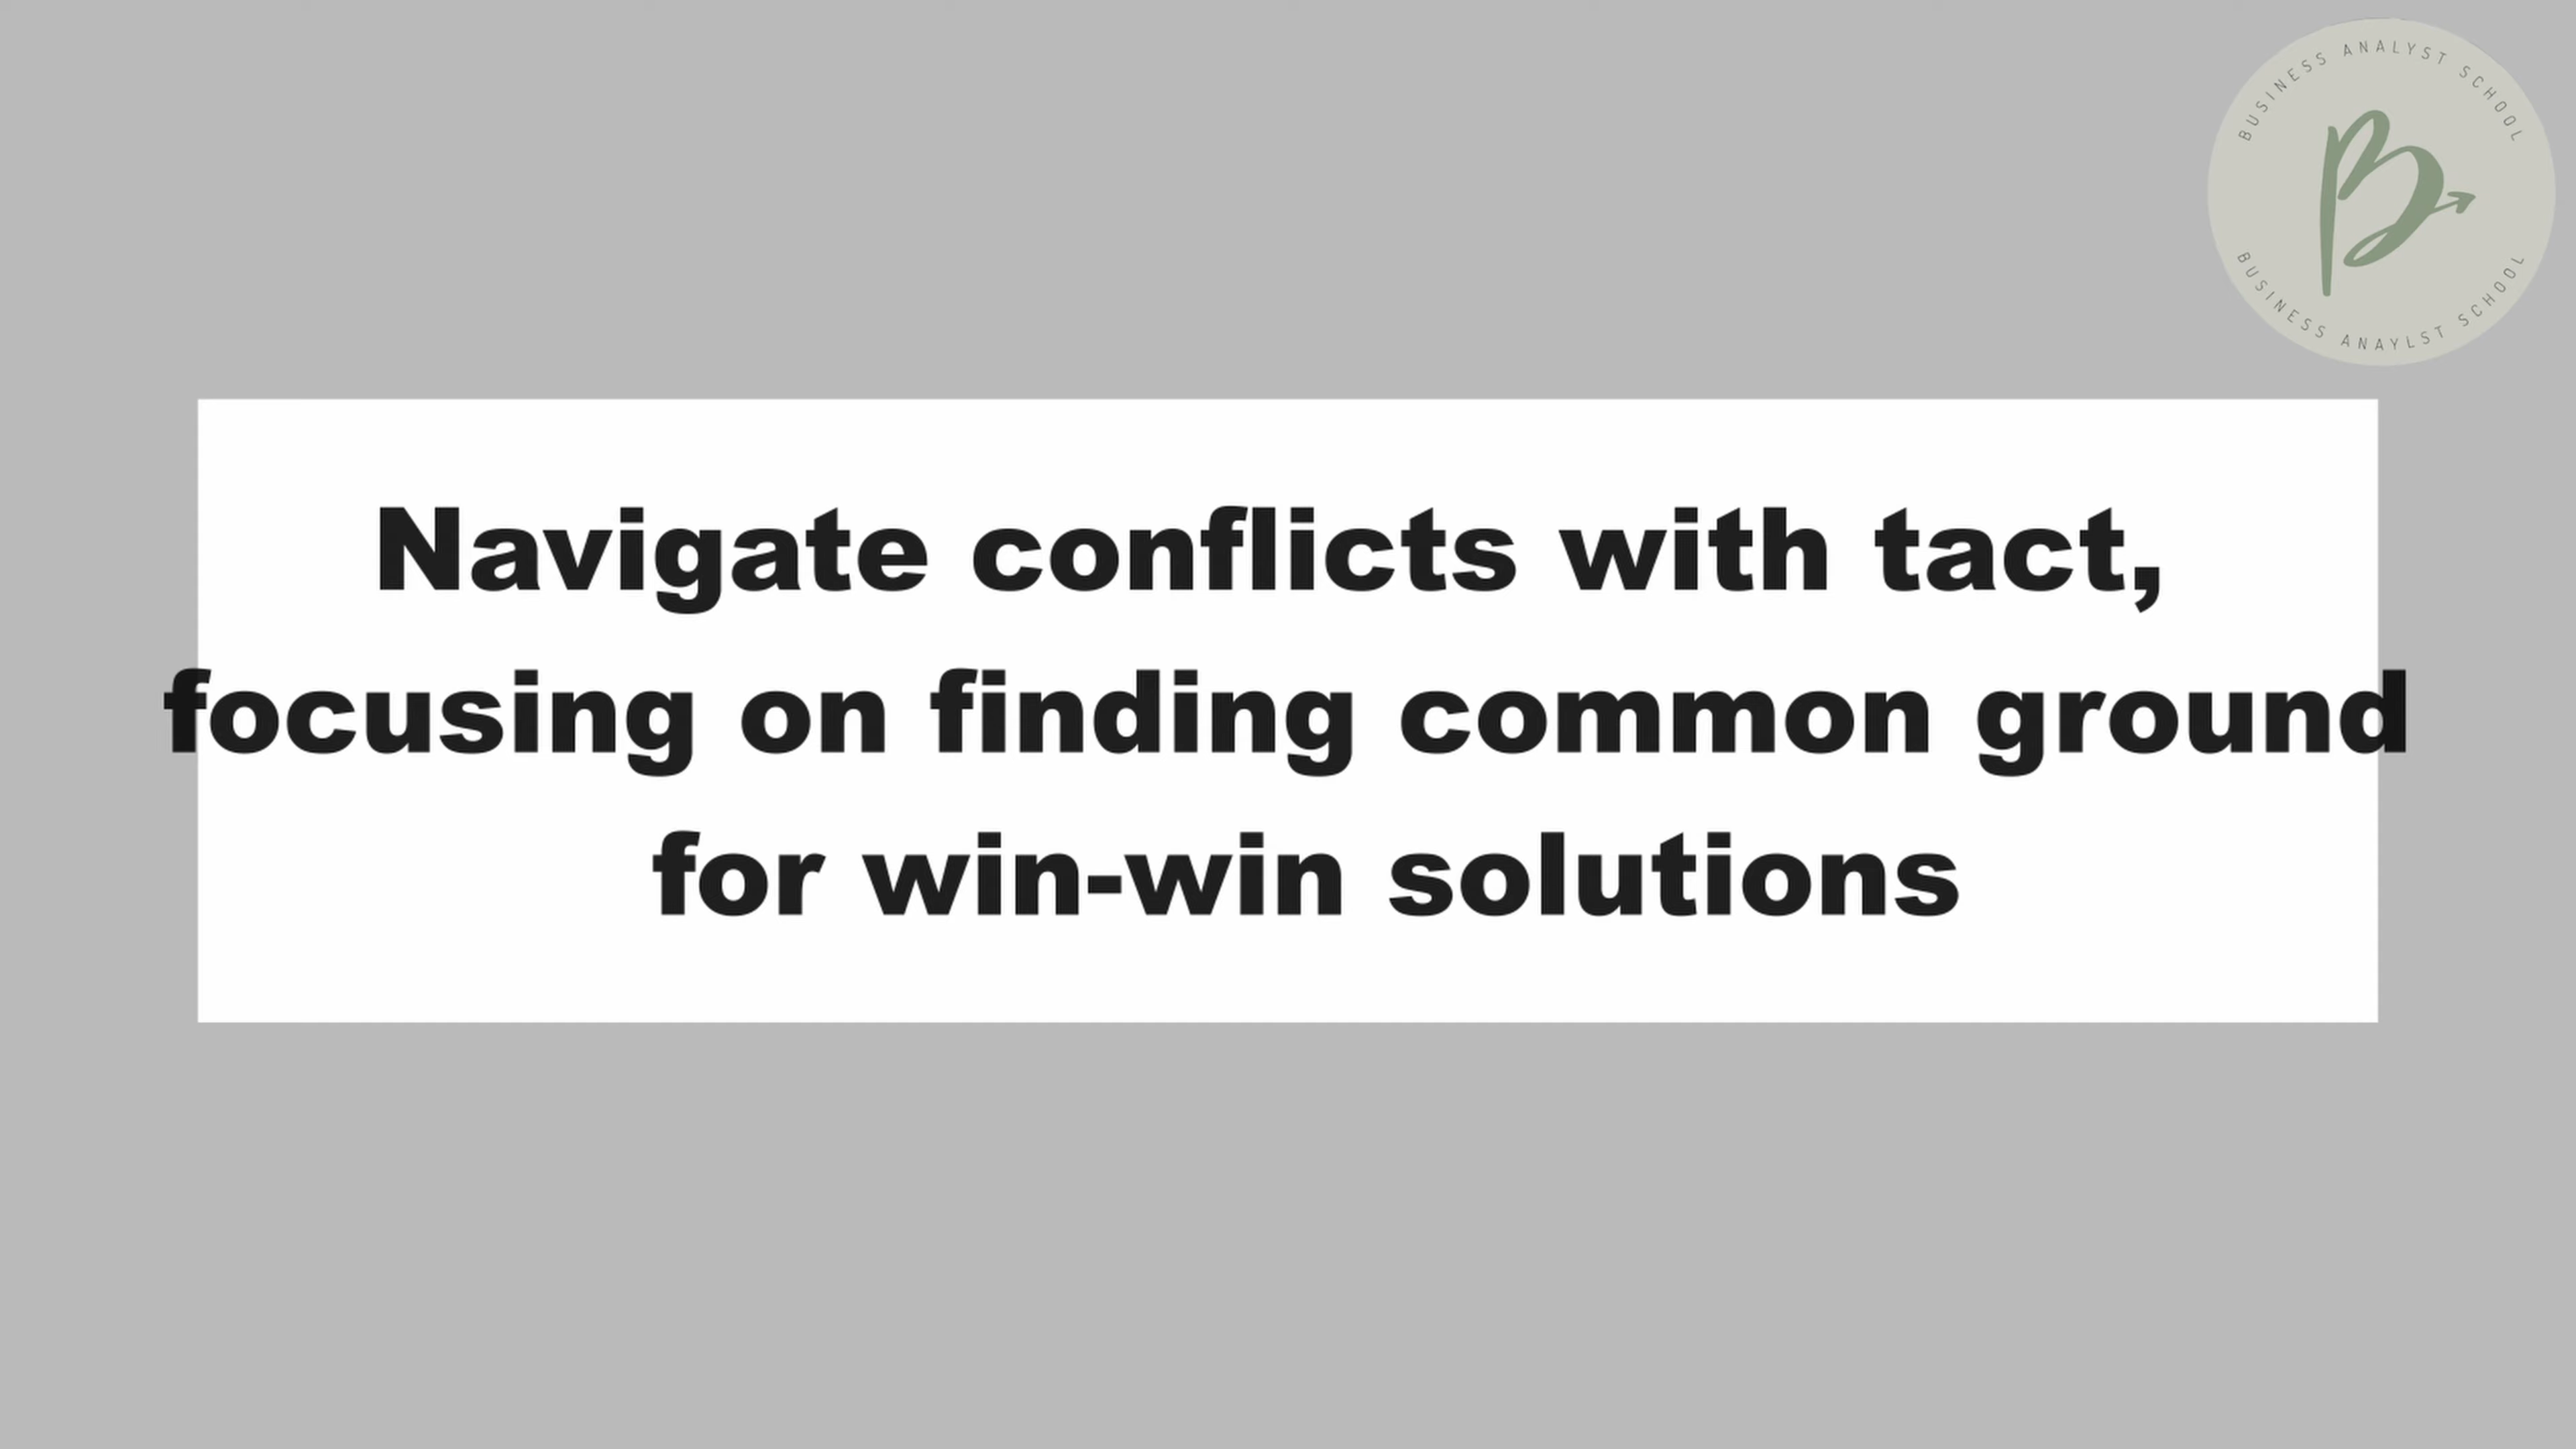 BUSINESS ANALYST SCHOOL
B
BUSINESS ANAYLST SCHOOL
Navigate conflicts with tact,
focusing on finding common ground
for win-win solutions